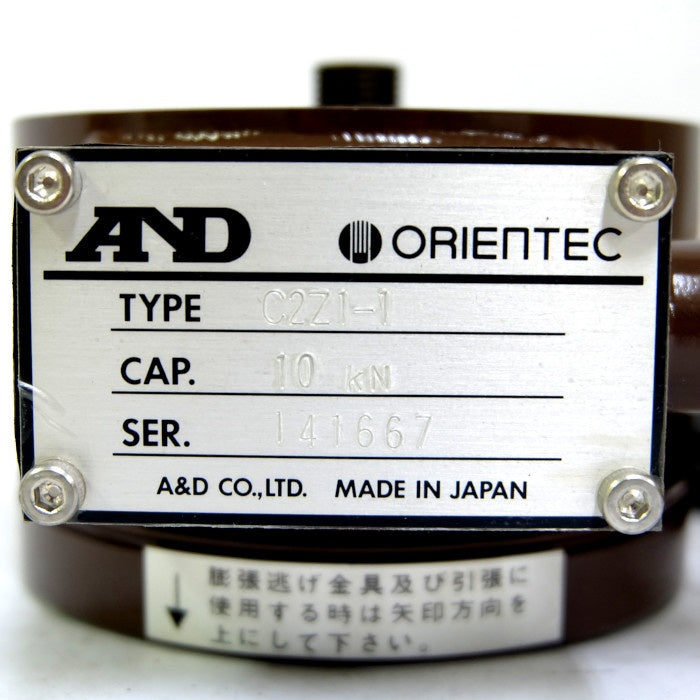 AND ORIENTEC
TYPE C2Z1-1
CAP. 10 kN
SER. 141667
A&D CO.,LTD. MADE IN JAPAN
膨張逃げ金具及び引張に
使用する時は矢印方向を
上にして下さい。